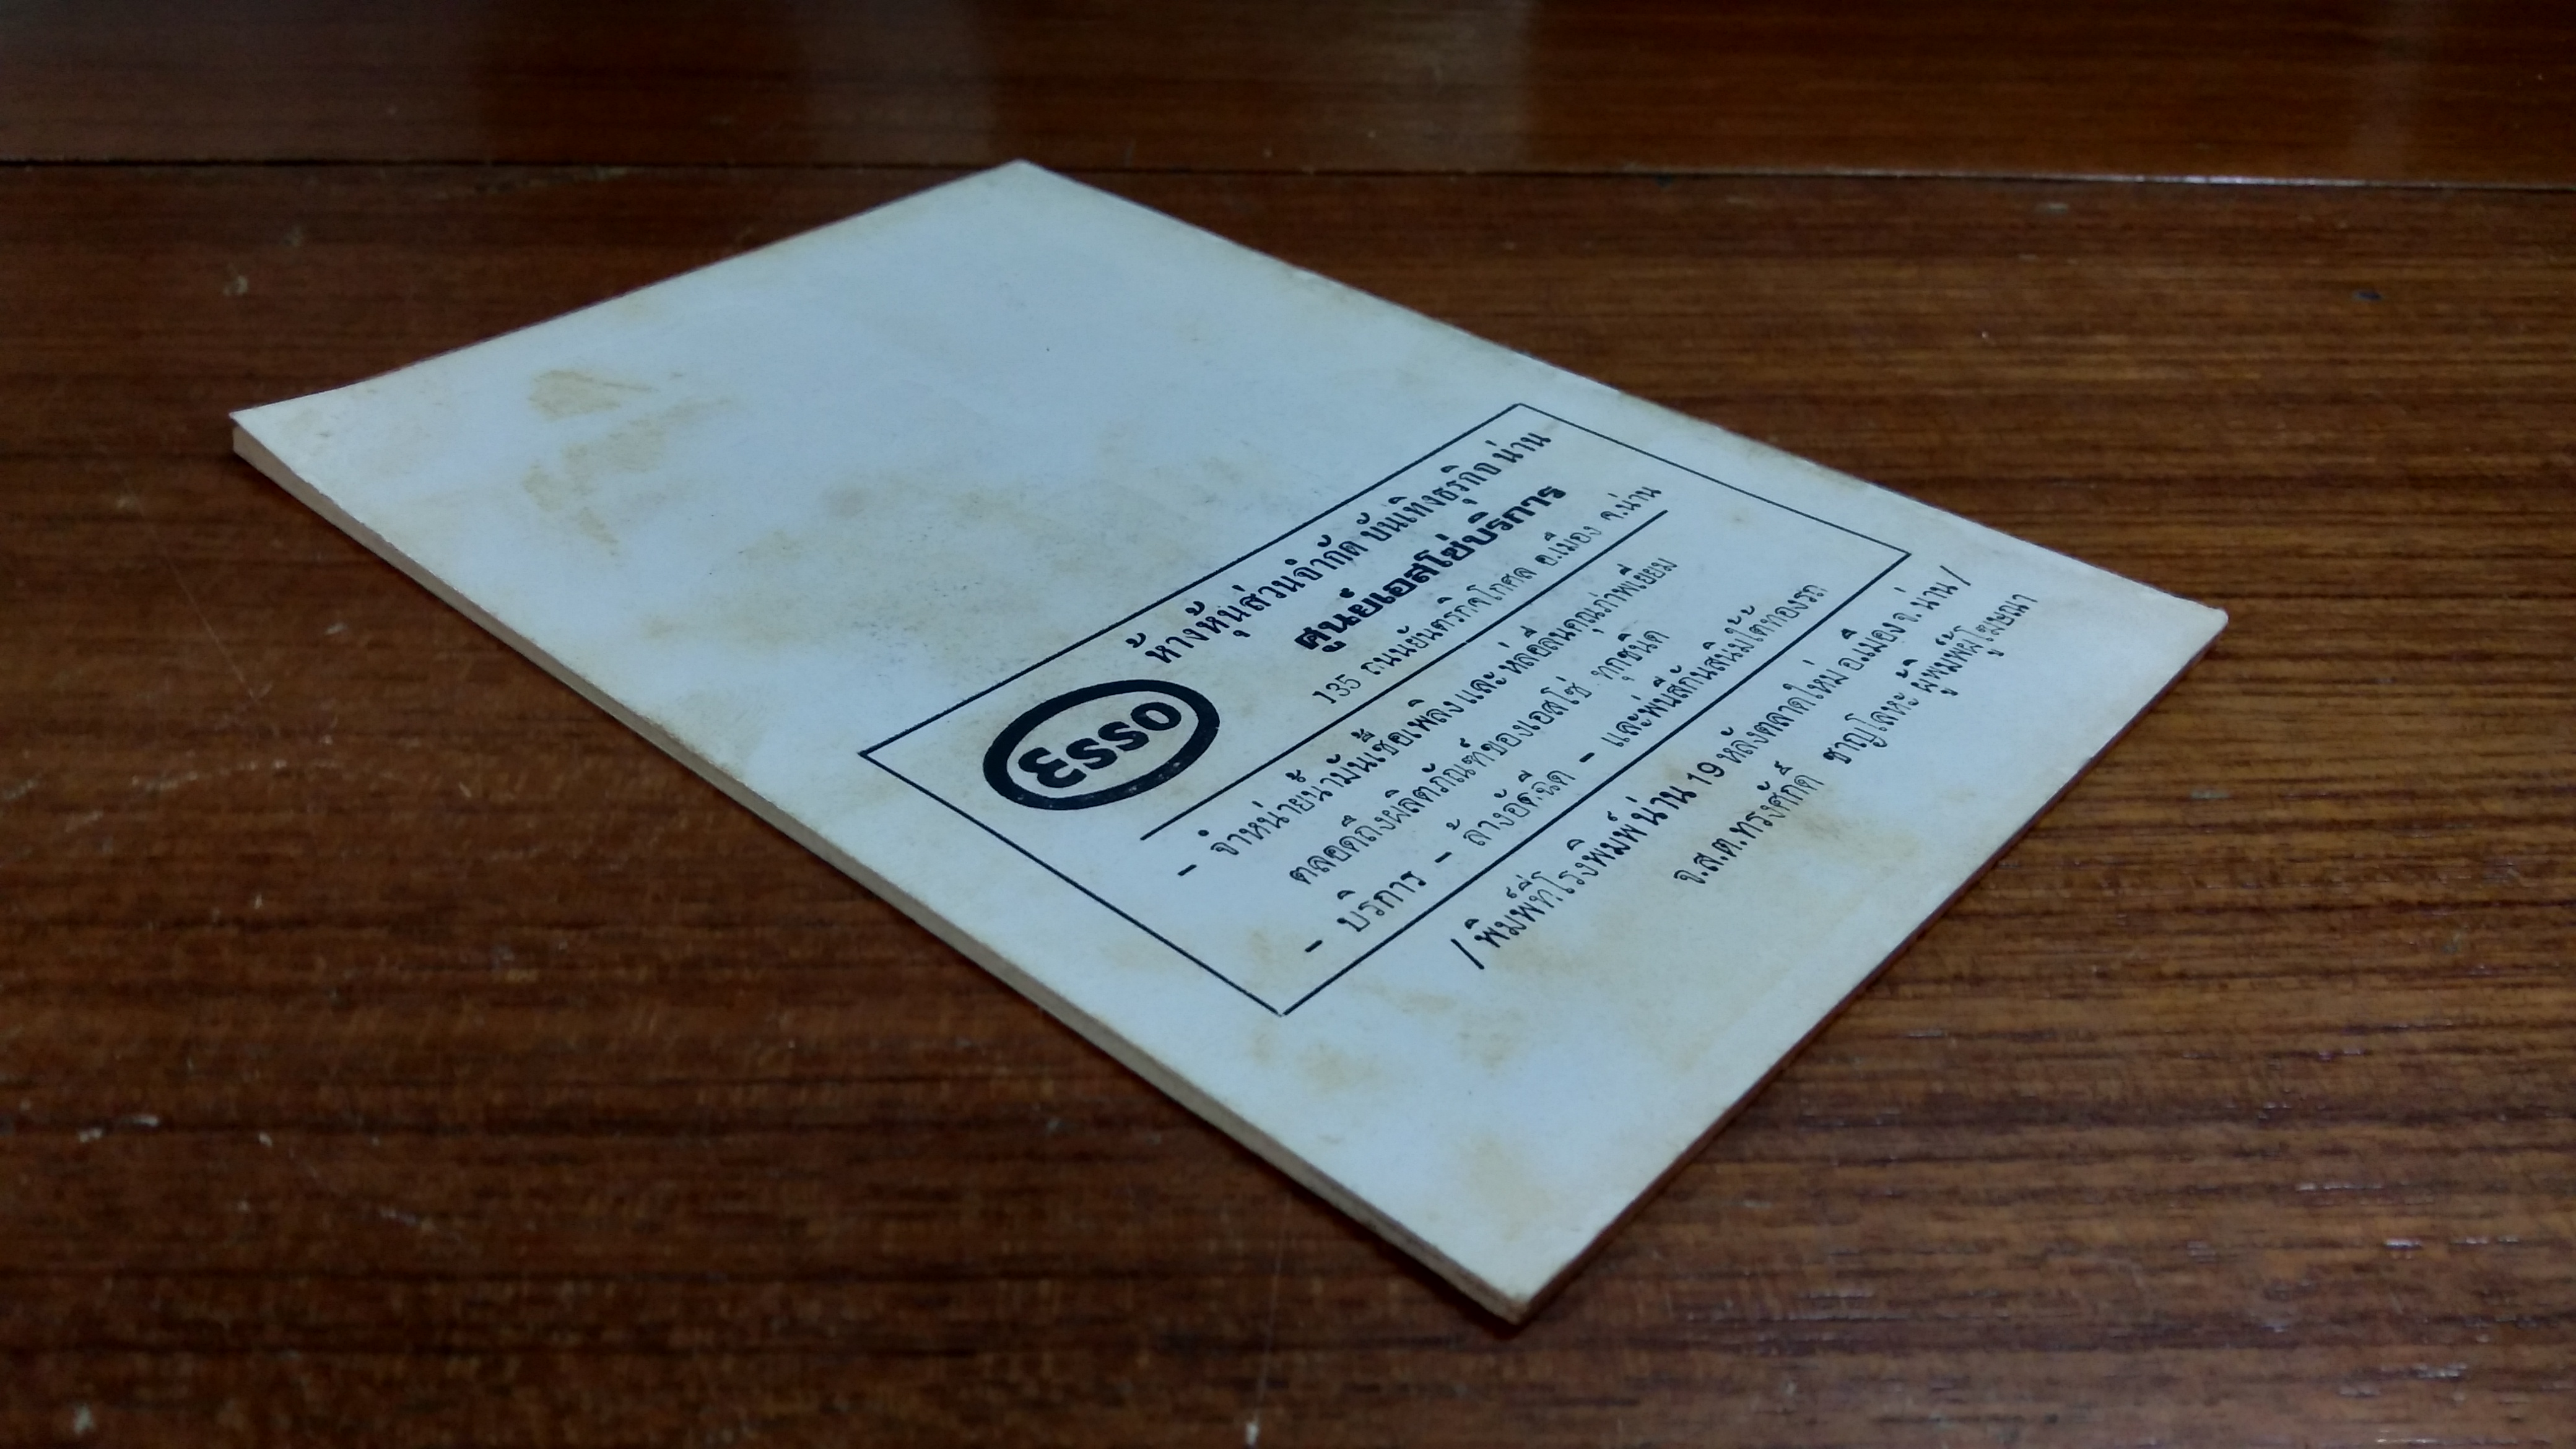 ห้างหุ้นส่วนจำกัด บันเทิงธุรกิจ น่าน
Esso
ศูนย์เอสโซ่บริการ
135 ถนนยันตรกิจโกศล อ.เมือง จ.น่าน
- จำหน่ายน้ำมันเชื้อเพลิง และ หล่อลื่นคุณภาพเยี่ยม
ตลอดถึงผลิตภัณฑ์ของเอสโซ่ ทุกชนิด
- บริการ - ล้างอัดฉีด - และพ่นสีกันสนิมใต้ท้องรถ
/ พิมพ์ที่โรงพิมพ์ น่าน 19 หลังตลาดใหม่ อ.เมือง จ. น่าน /
จ.ส.ต.ทรงศักดิ์ ชาญโลหะ ผู้พิมพ์ผู้โฆษณา